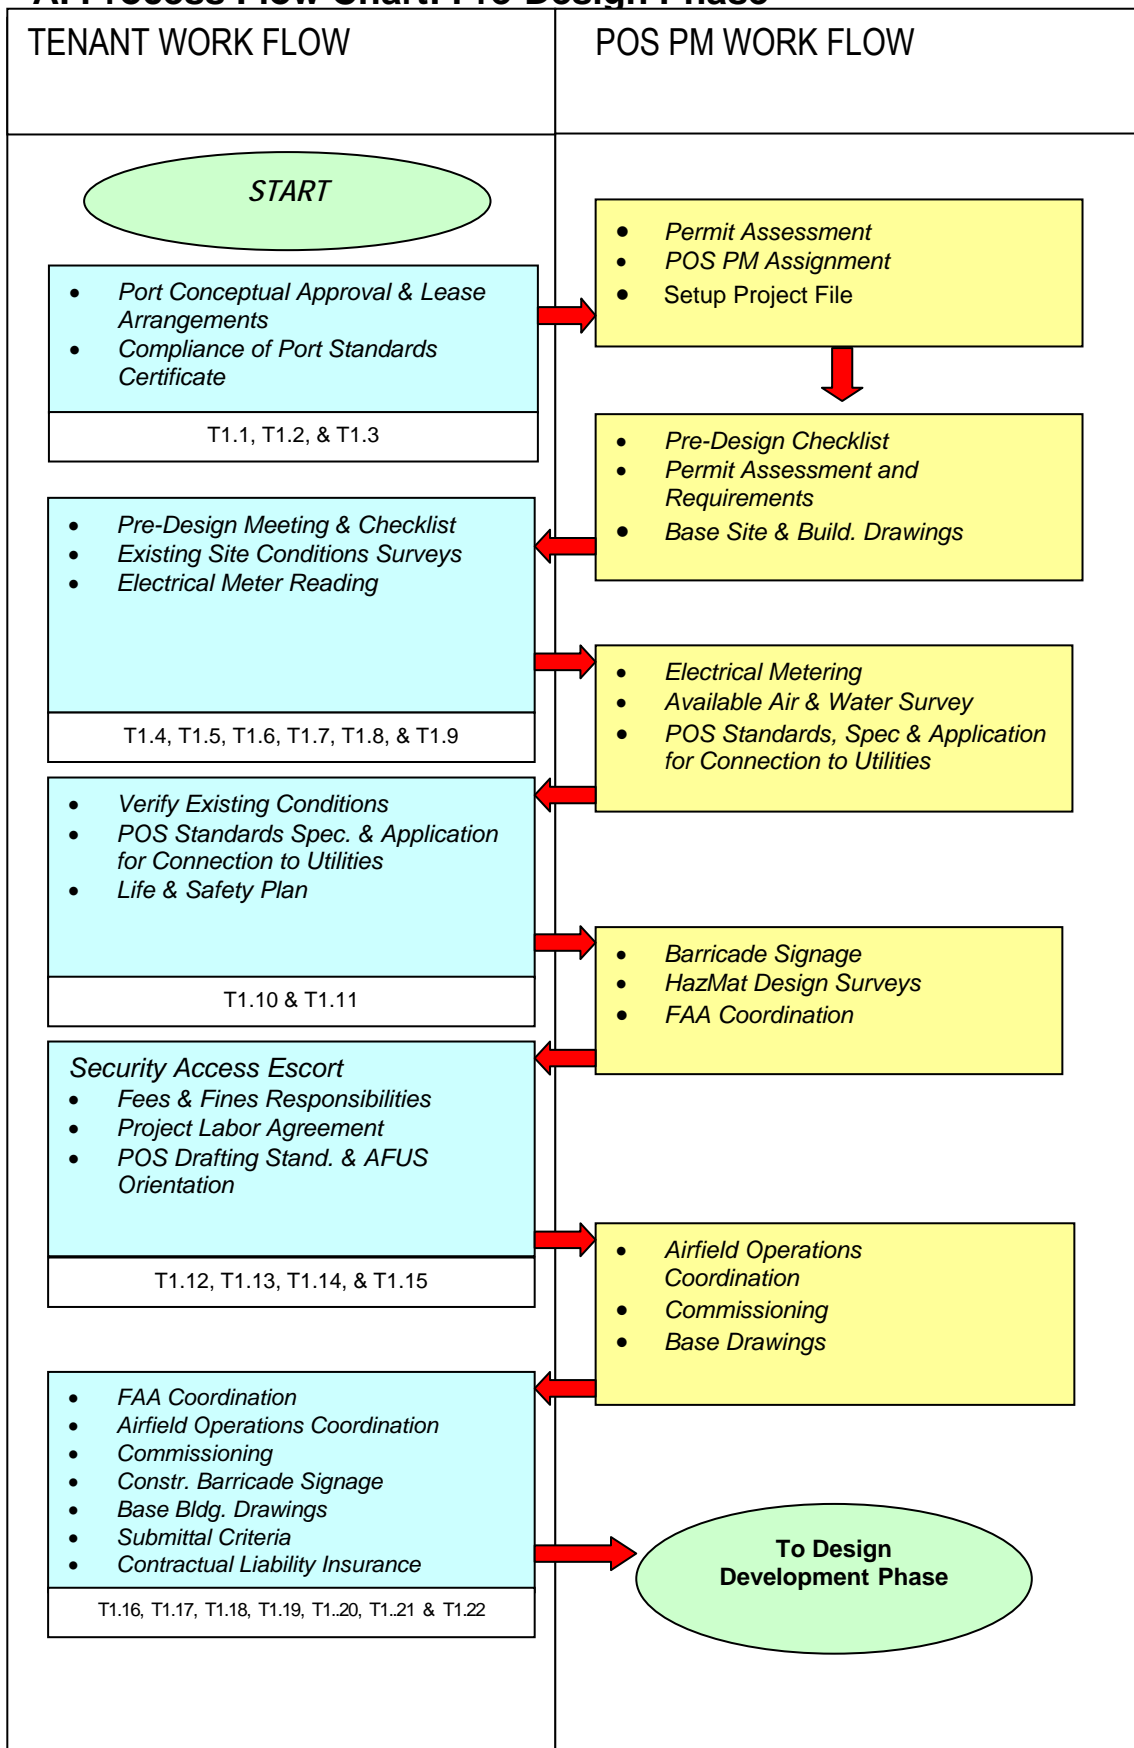 A. Process Flow Chart: Pre-Design Phase
TENANT WORK FLOW
POS PM WORK FLOW
START
• Permit Assessment
• POS PM Assignment
• Setup Project File
• Port Conceptual Approval & Lease
Arrangements
• Compliance of Port Standards
Certificate
T1.1, T1.2, & T1.3
• Pre-Design Checklist
• Permit Assessment and
Requirements
• Base Site & Build. Drawings
• Pre-Design Meeting & Checklist
• Existing Site Conditions Surveys
• Electrical Meter Reading
T1.4, T1.5, T1.6, T1.7, T1.8, & T1.9
• Electrical Metering
• Available Air & Water Survey
• POS Standards, Spec & Application
for Connection to Utilities
• Verify Existing Conditions
• POS Standards Spec. & Application
for Connection to Utilities
• Life & Safety Plan
T1.10 & T1.11
• Barricade Signage
• HazMat Design Surveys
• FAA Coordination
Security Access Escort
• Fees & Fines Responsibilities
• Project Labor Agreement
• POS Drafting Stand. & AFUS
Orientation
T1.12, T1.13, T1.14, & T1.15
• Airfield Operations
Coordination
• Commissioning
• Base Drawings
• FAA Coordination
• Airfield Operations Coordination
• Commissioning
• Constr. Barricade Signage
• Base Bldg. Drawings
• Submittal Criteria
• Contractual Liability Insurance
T1.16, T1.17, T1.18, T1.19, T1..20, T1..21 & T1.22
To Design
Development Phase